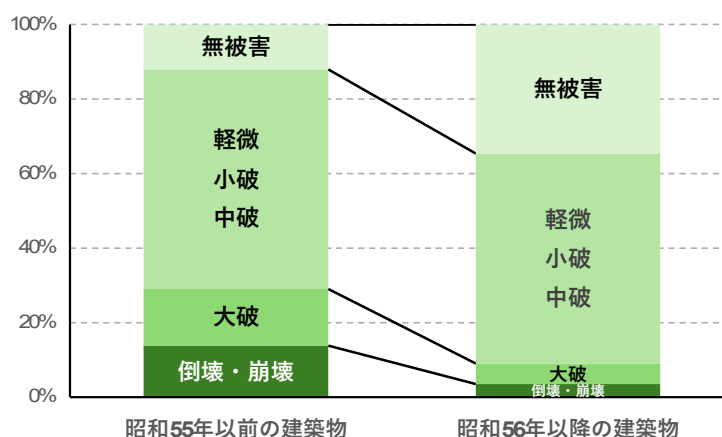 100%
80%
60%
40%
20%
0%
無被害
軽微
小破
中破
大破
倒壊・崩壊
無被害
軽微
小破
中破
大破
倒壊・崩壊
昭和55年以前の建築物
昭和56年以降の建築物